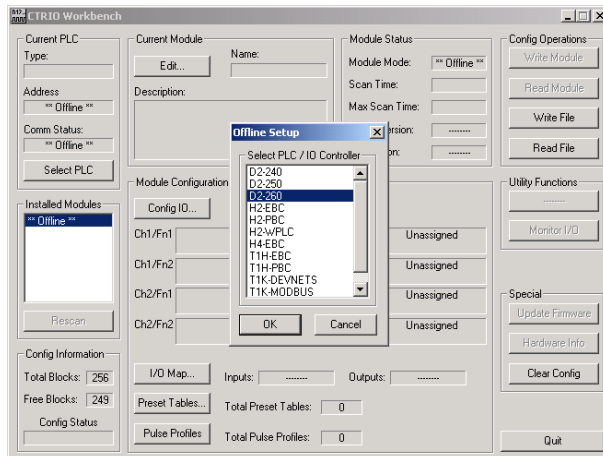 CTRIO Workbench
Current PLC
Type:
Address
** Offline **
Comm Status:
** Offline **
Select PLC
Installed Modules
** Offline **
Rescan
Config Information
Total Blocks: 256
Free Blocks: 249
Config Status
Current Module
Edit...
Name:
Description:
Module Status
Module Mode: ** Offline **
Scan Time:
Max Scan Time:
ersion: --------
on: --------
Module Configuration
Config IO...
Ch1/Fn1 Unassigned
Ch1/Fn2
Ch2/Fn1 Unassigned
Ch2/Fn2 Unassigned
I/O Map...
Inputs: --------
Outputs: --------
Preset Tables...
Total Preset Tables: 0
Pulse Profiles
Total Pulse Profiles: 0
Offline Setup
Select PLC / IO Controller
D2-240
D2-250
D2-260
H2-EBC
H2-PBC
H2-WPLC
H4-EBC
T1H-EBC
T1H-PBC
T1K-DEVNETS
T1K-MODBUS
OK
Cancel
Config Operations
Write Module
Read Module
Write File
Read File
Utility Functions
--------
Monitor I/O
Special
Update Firmware
Hardware Info
Clear Config
Quit